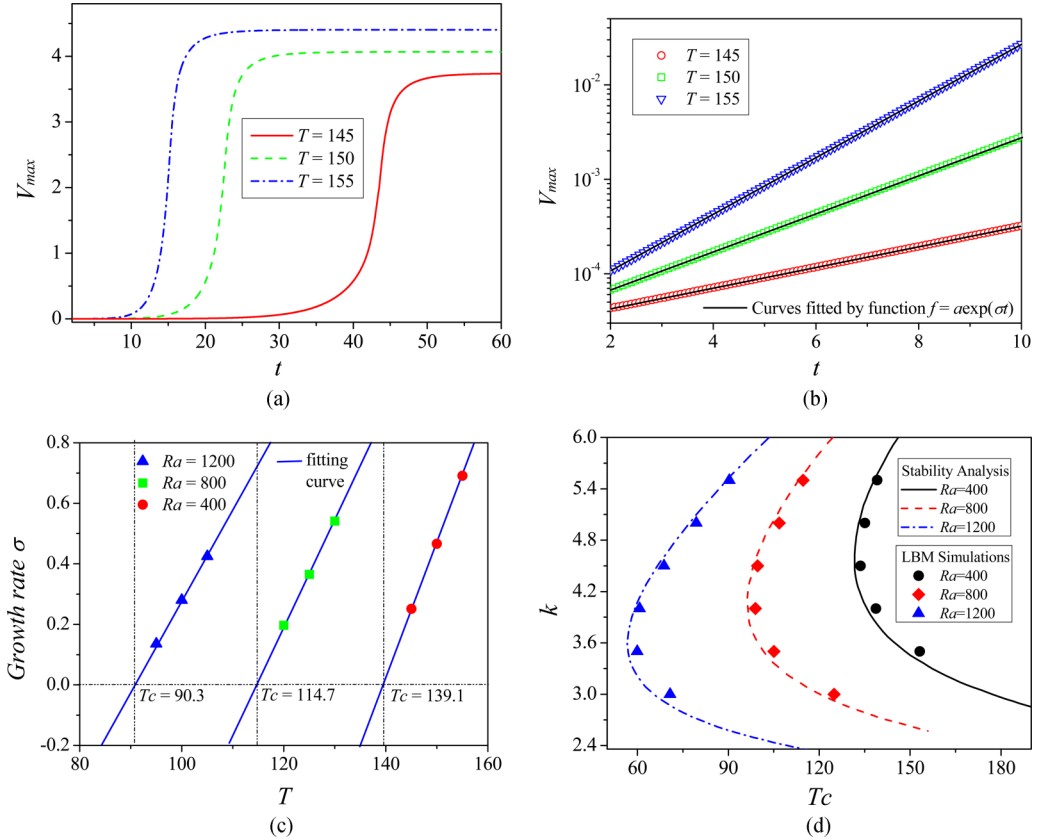 (a)
V_max
4
3
2
1
0
10 20 30 40 50 60
t
T = 145
T = 150
T = 155
(b)
V_max
10^-2
10^-3
10^-4
2 4 6 8 10
t
T = 145
T = 150
T = 155
Curves fitted by function f = aexp(σt)
(c)
Growth rate σ
0.8
0.6
0.4
0.2
0.0
-0.2
80 100 120 140 160
T
Ra = 1200
Ra = 800
Ra = 400
fitting
curve
Tc = 90.3
Tc = 114.7
Tc = 139.1
(d)
k
6.0
5.4
4.8
4.2
3.6
3.0
2.4
60 90 120 150 180
Tc
Stability Analysis
Ra=400
Ra=800
Ra=1200
LBM Simulations
Ra=400
Ra=800
Ra=1200